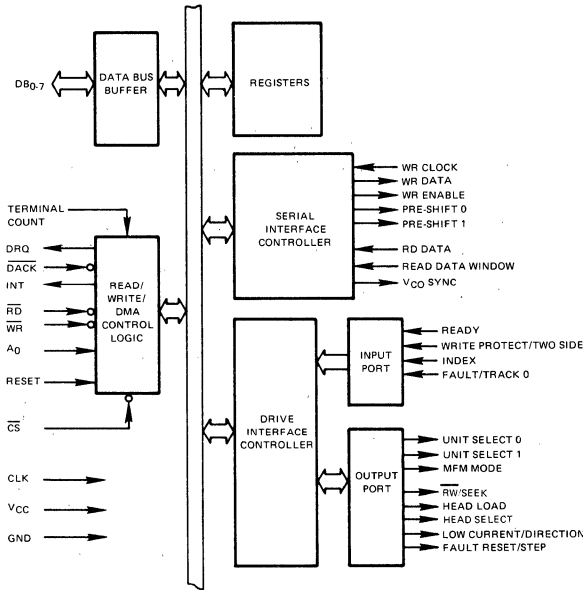 DB0-7
DATA BUS
BUFFER
REGISTERS
TERMINAL
COUNT
DRQ
DACK
INT
RD
WR
A0
RESET
CS
CLK
VCC
GND
READ/
WRITE/
DMA
CONTROL
LOGIC
SERIAL
INTERFACE
CONTROLLER
WR CLOCK
WR DATA
WR ENABLE
PRE-SHIFT 0
PRE-SHIFT 1
RD DATA
READ DATA WINDOW
VCO SYNC
DRIVE
INTERFACE
CONTROLLER
INPUT
PORT
READY
WRITE PROTECT/TWO SIDE
INDEX
FAULT/TRACK 0
OUTPUT
PORT
UNIT SELECT 0
UNIT SELECT 1
MFM MODE
RW/SEEK
HEAD LOAD
HEAD SELECT
LOW CURRENT/DIRECTION
FAULT RESET/STEP